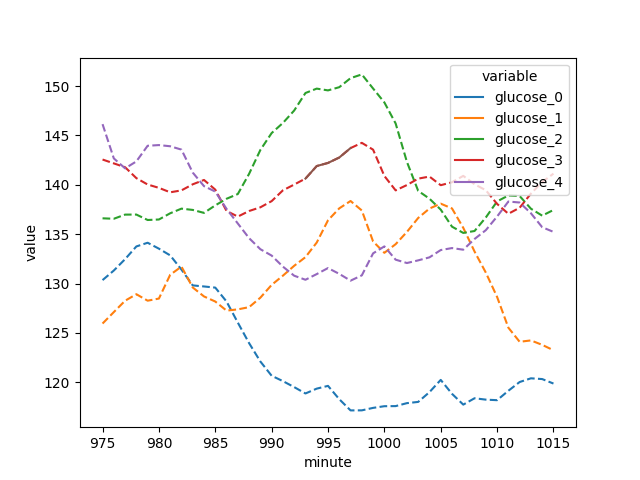 variable
glucose_0
glucose_1
glucose_2
glucose_3
glucose_4
150
145
140
135
130
125
120
value
975 980 985 990 995 1000 1005 1010 1015
minute